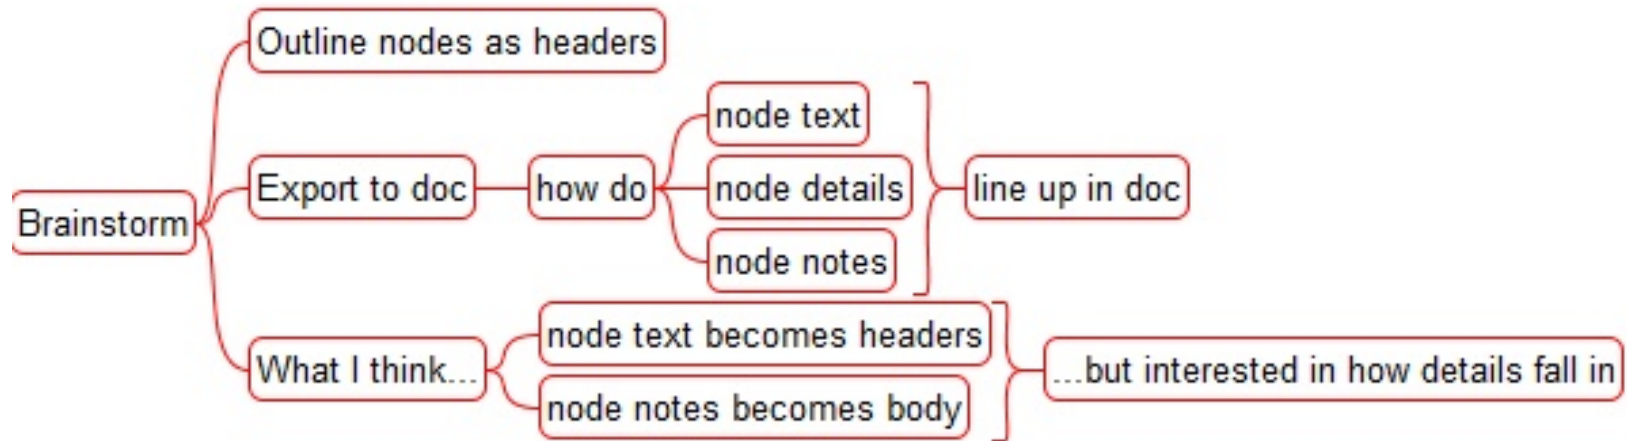 Brainstorm
Outline nodes as headers
Export to doc
how do
node text
node details
node notes
line up in doc
What I think...
node text becomes headers
node notes becomes body
...but interested in how details fall in